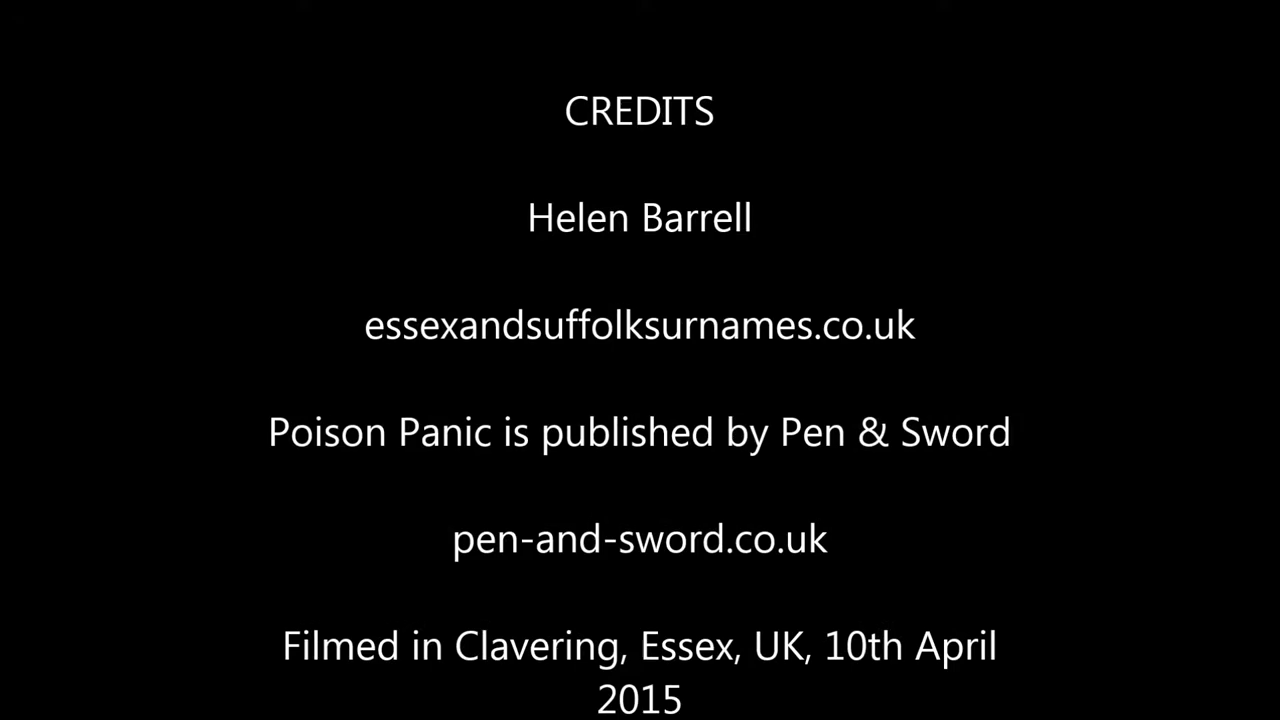 CREDITS
Helen Barrell
essexandsuffolksurnames.co.uk
Poison Panic is published by Pen & Sword
pen-and-sword.co.uk
Filmed in Clavering, Essex, UK, 10th April
2015